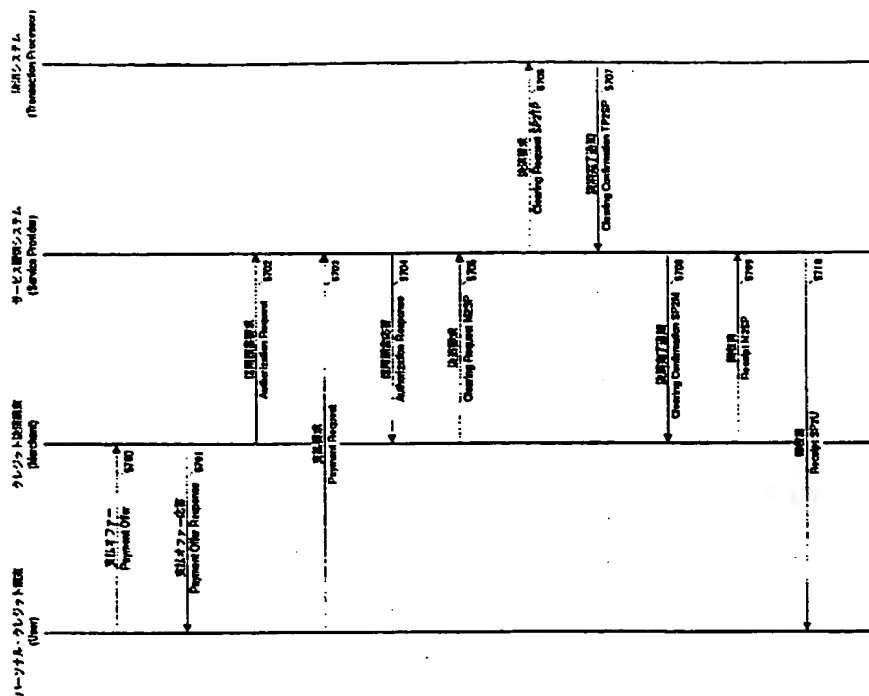 パーソナル・クレジット端末
(User)
クレジット決済装置
(Merchant)
サービス提供システム
(Service Provider)
決済システム
(Transaction Processor)
支払オファー
Payment Offer
支払オファー応答
Payment Offer Response
S701
信用照会要求
Authorization Request
S702
支払要求
Payment Request
S703
信用照会応答
Authorization Response
S704
決済要求
Clearing Request M2SP
S705
決済要求
Clearing Request SP2TP
S706
決済完了通知
Clearing Confirmation TP2SP
S707
決済完了通知
Clearing Confirmation SP2M
S708
領収書
Receipt M2SP
領収書
Receipt SP2U
S710